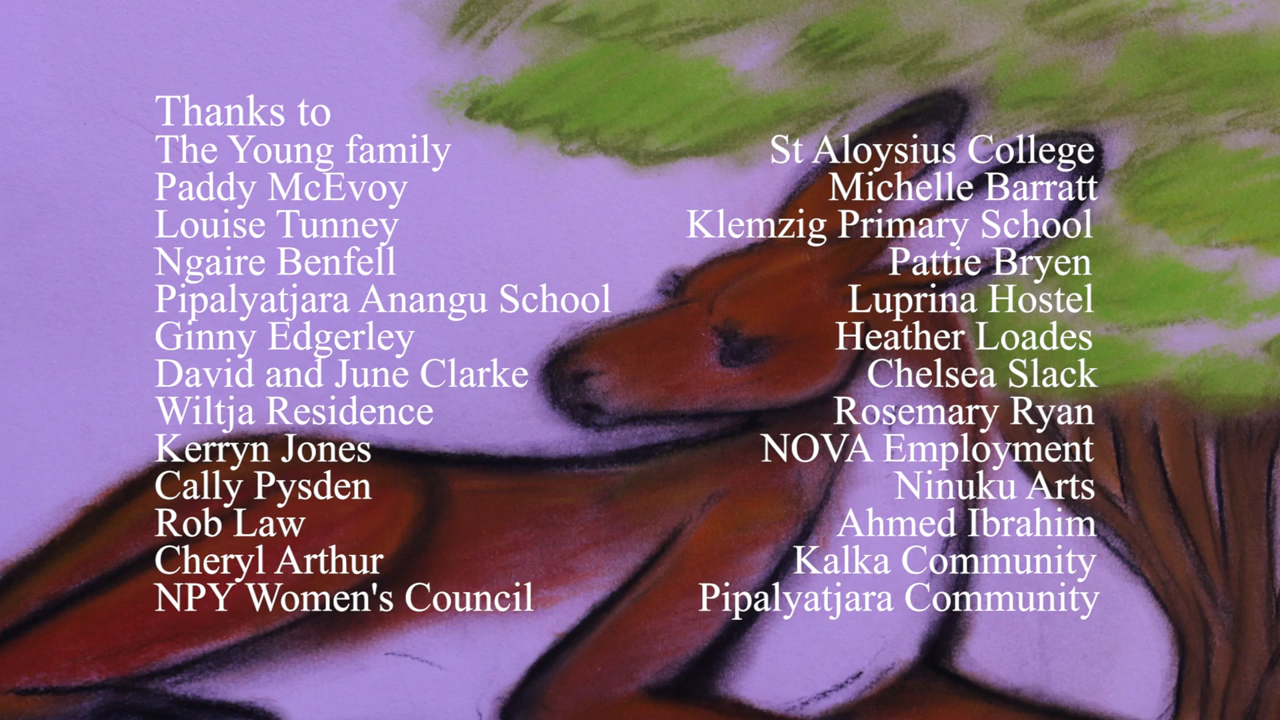 Thanks to
The Young family
Paddy McEvoy
Louise Tunney
Ngaire Benfell
Pipalyatjara Anangu School
Ginny Edgerley
David and June Clarke
Wiltja Residence
Kerryn Jones
Cally Pysden
Rob Law
Cheryl Arthur
NPY Women's Council
St Aloysius College
Michelle Barratt
Klemzig Primary School
Pattie Bryen
Luprina Hostel
Heather Loades
Chelsea Slack
Rosemary Ryan
NOVA Employment
Ninuku Arts
Ahmed Ibrahim
Kalka Community
Pipalyatjara Community